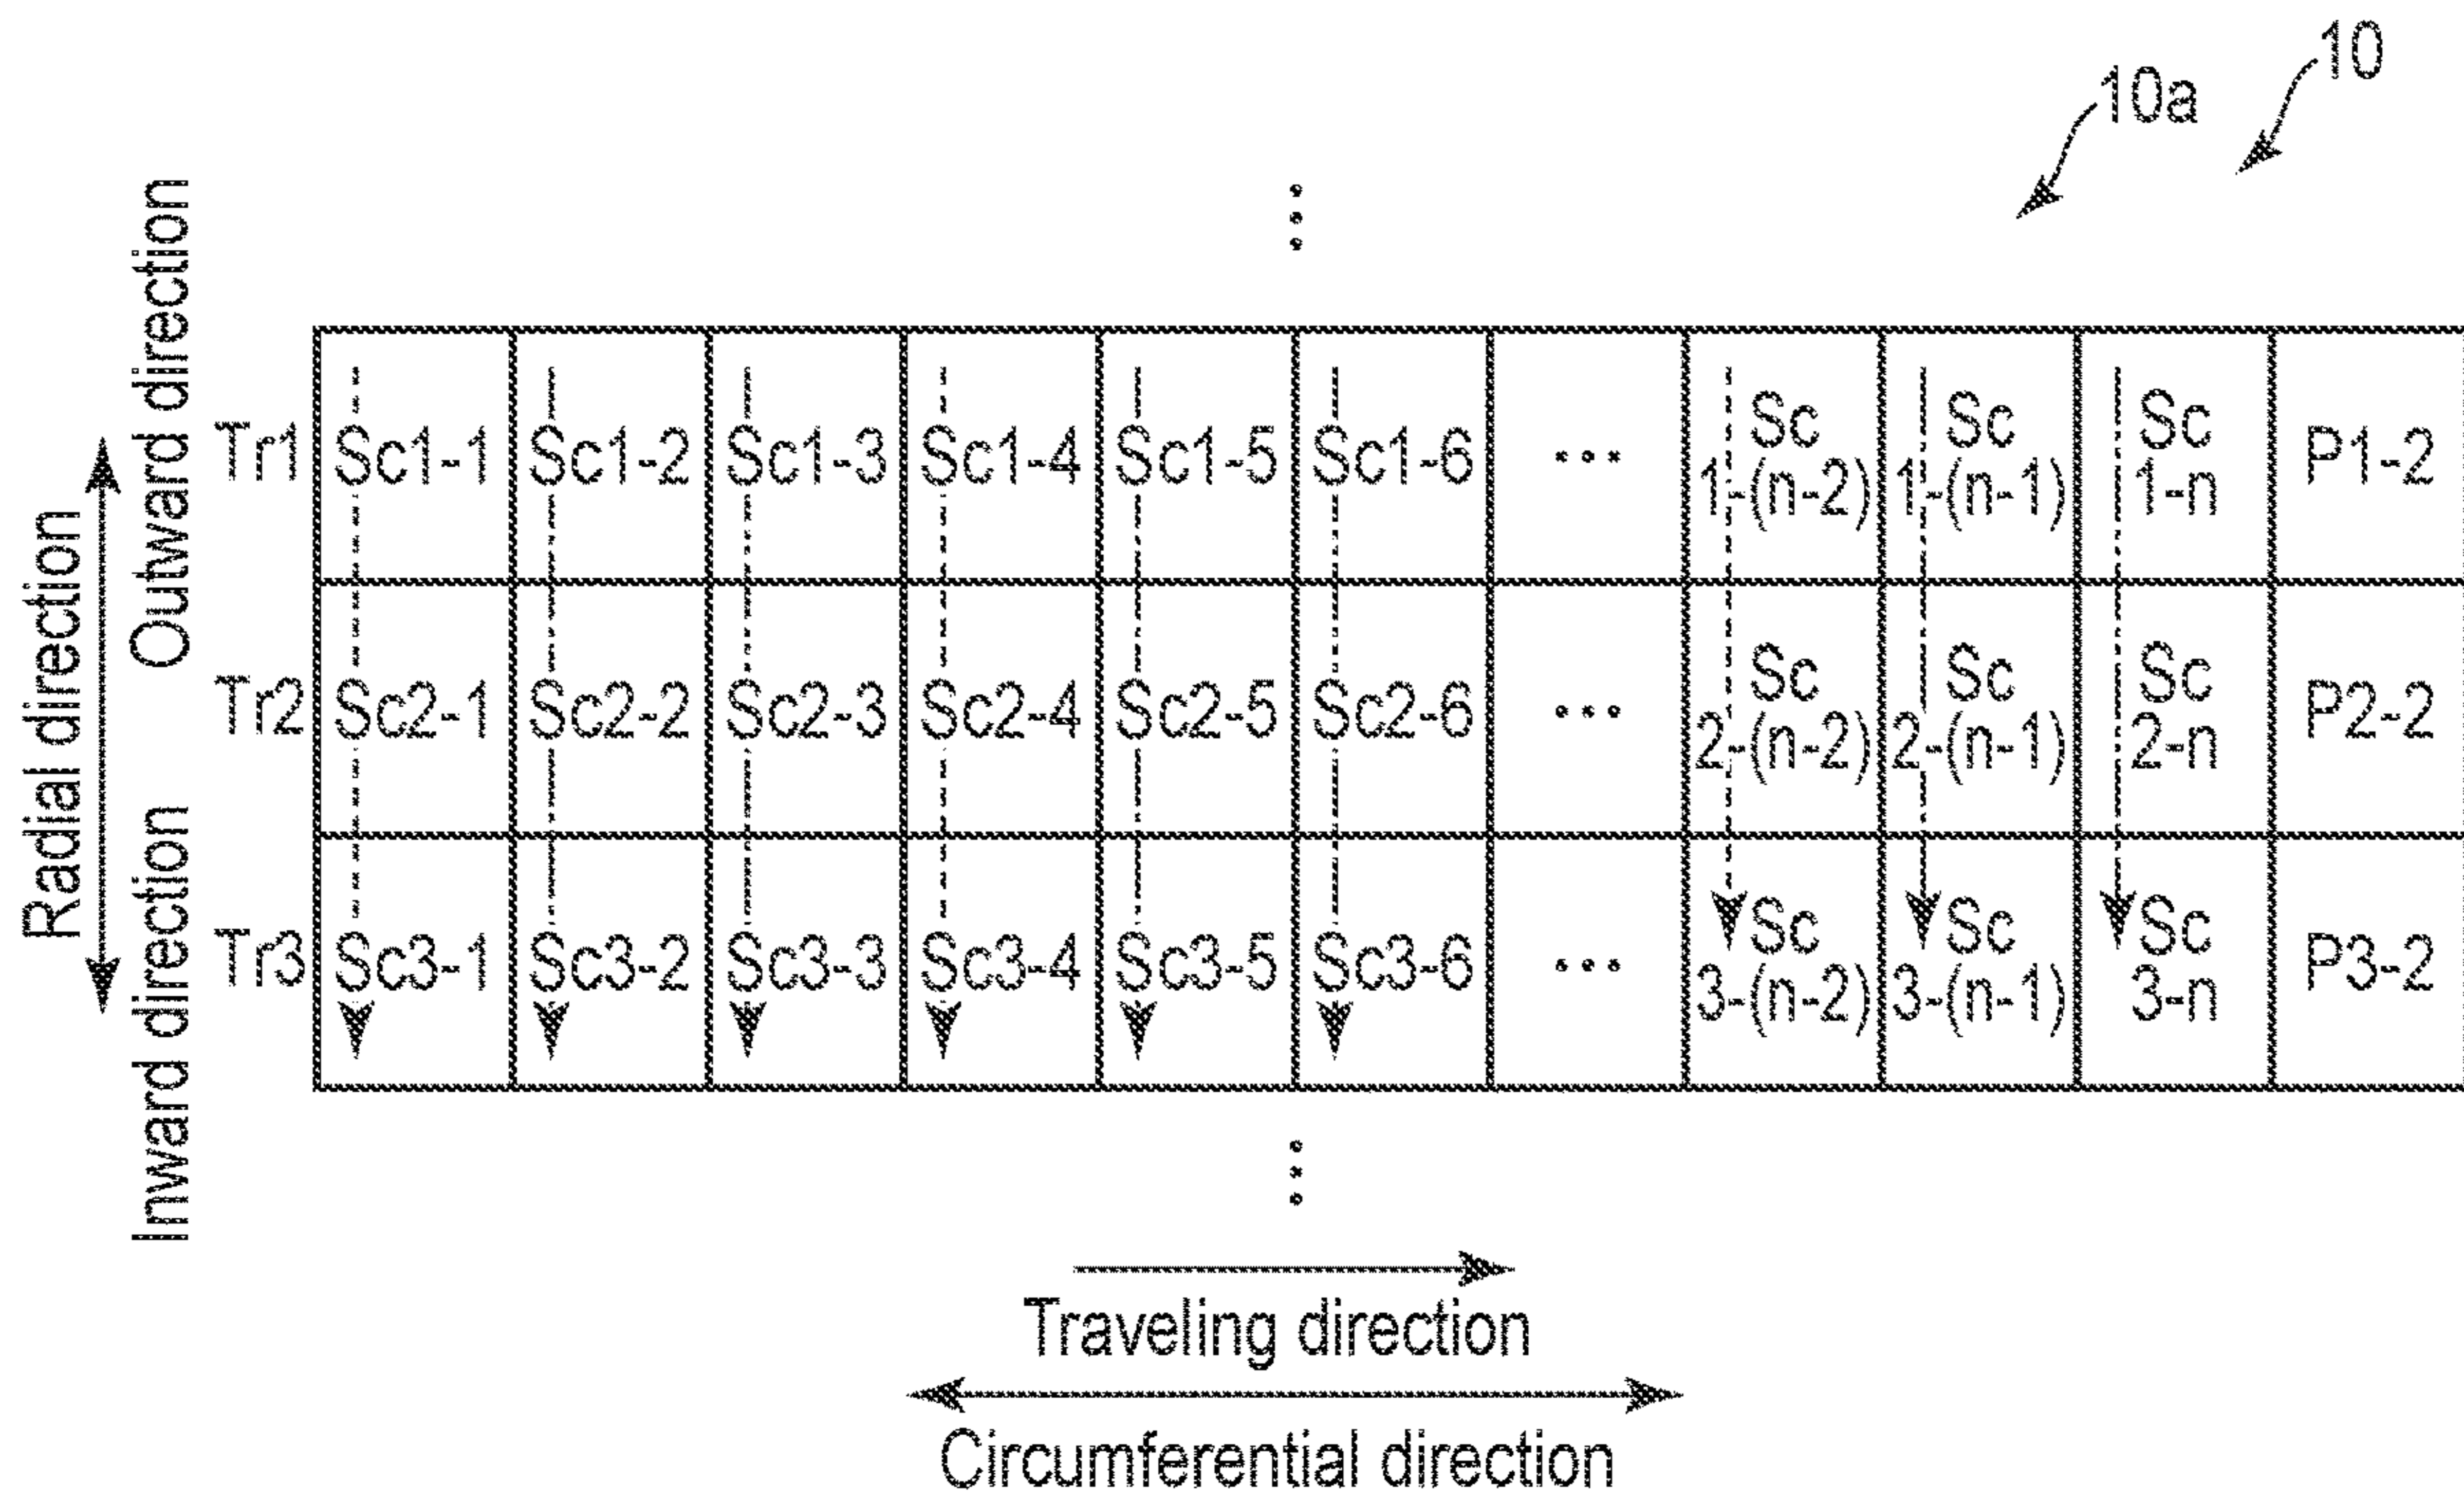 10
10a
Radial direction
Outward direction
Inward direction
Tr1 Sc1-1 Sc1-2 Sc1-3 Sc1-4 Sc1-5 Sc1-6 ... Sc 1-(n-2) Sc 1-(n-1) Sc 1-n P1-2
Tr2 Sc2-1 Sc2-2 Sc2-3 Sc2-4 Sc2-5 Sc2-6 ... Sc 2-(n-2) Sc 2-(n-1) Sc 2-n P2-2
Tr3 Sc3-1 Sc3-2 Sc3-3 Sc3-4 Sc3-5 Sc3-6 ... Sc 3-(n-2) Sc 3-(n-1) Sc 3-n P3-2
Traveling direction
Circumferential direction